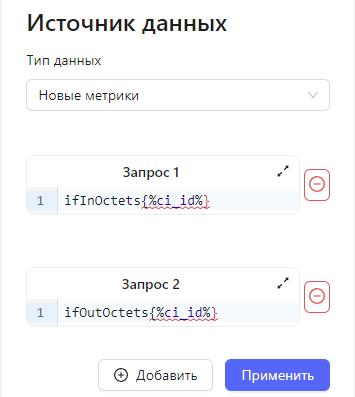 Источник данных
Тип данных
Новые метрики
Запрос 1
1 ifInOctets{%ci_id%}
Запрос 2
1 ifOutOctets{%ci_id%}
Добавить
Применить